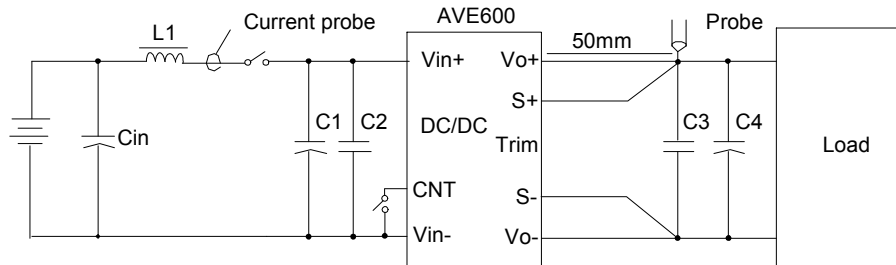 AVE600
L1
Current probe
50mm
Probe
Vin+
Vo+
S+
Cin
C1
C2
DC/DC
Trim
C3
C4
Load
CNT
S-
Vin-
Vo-